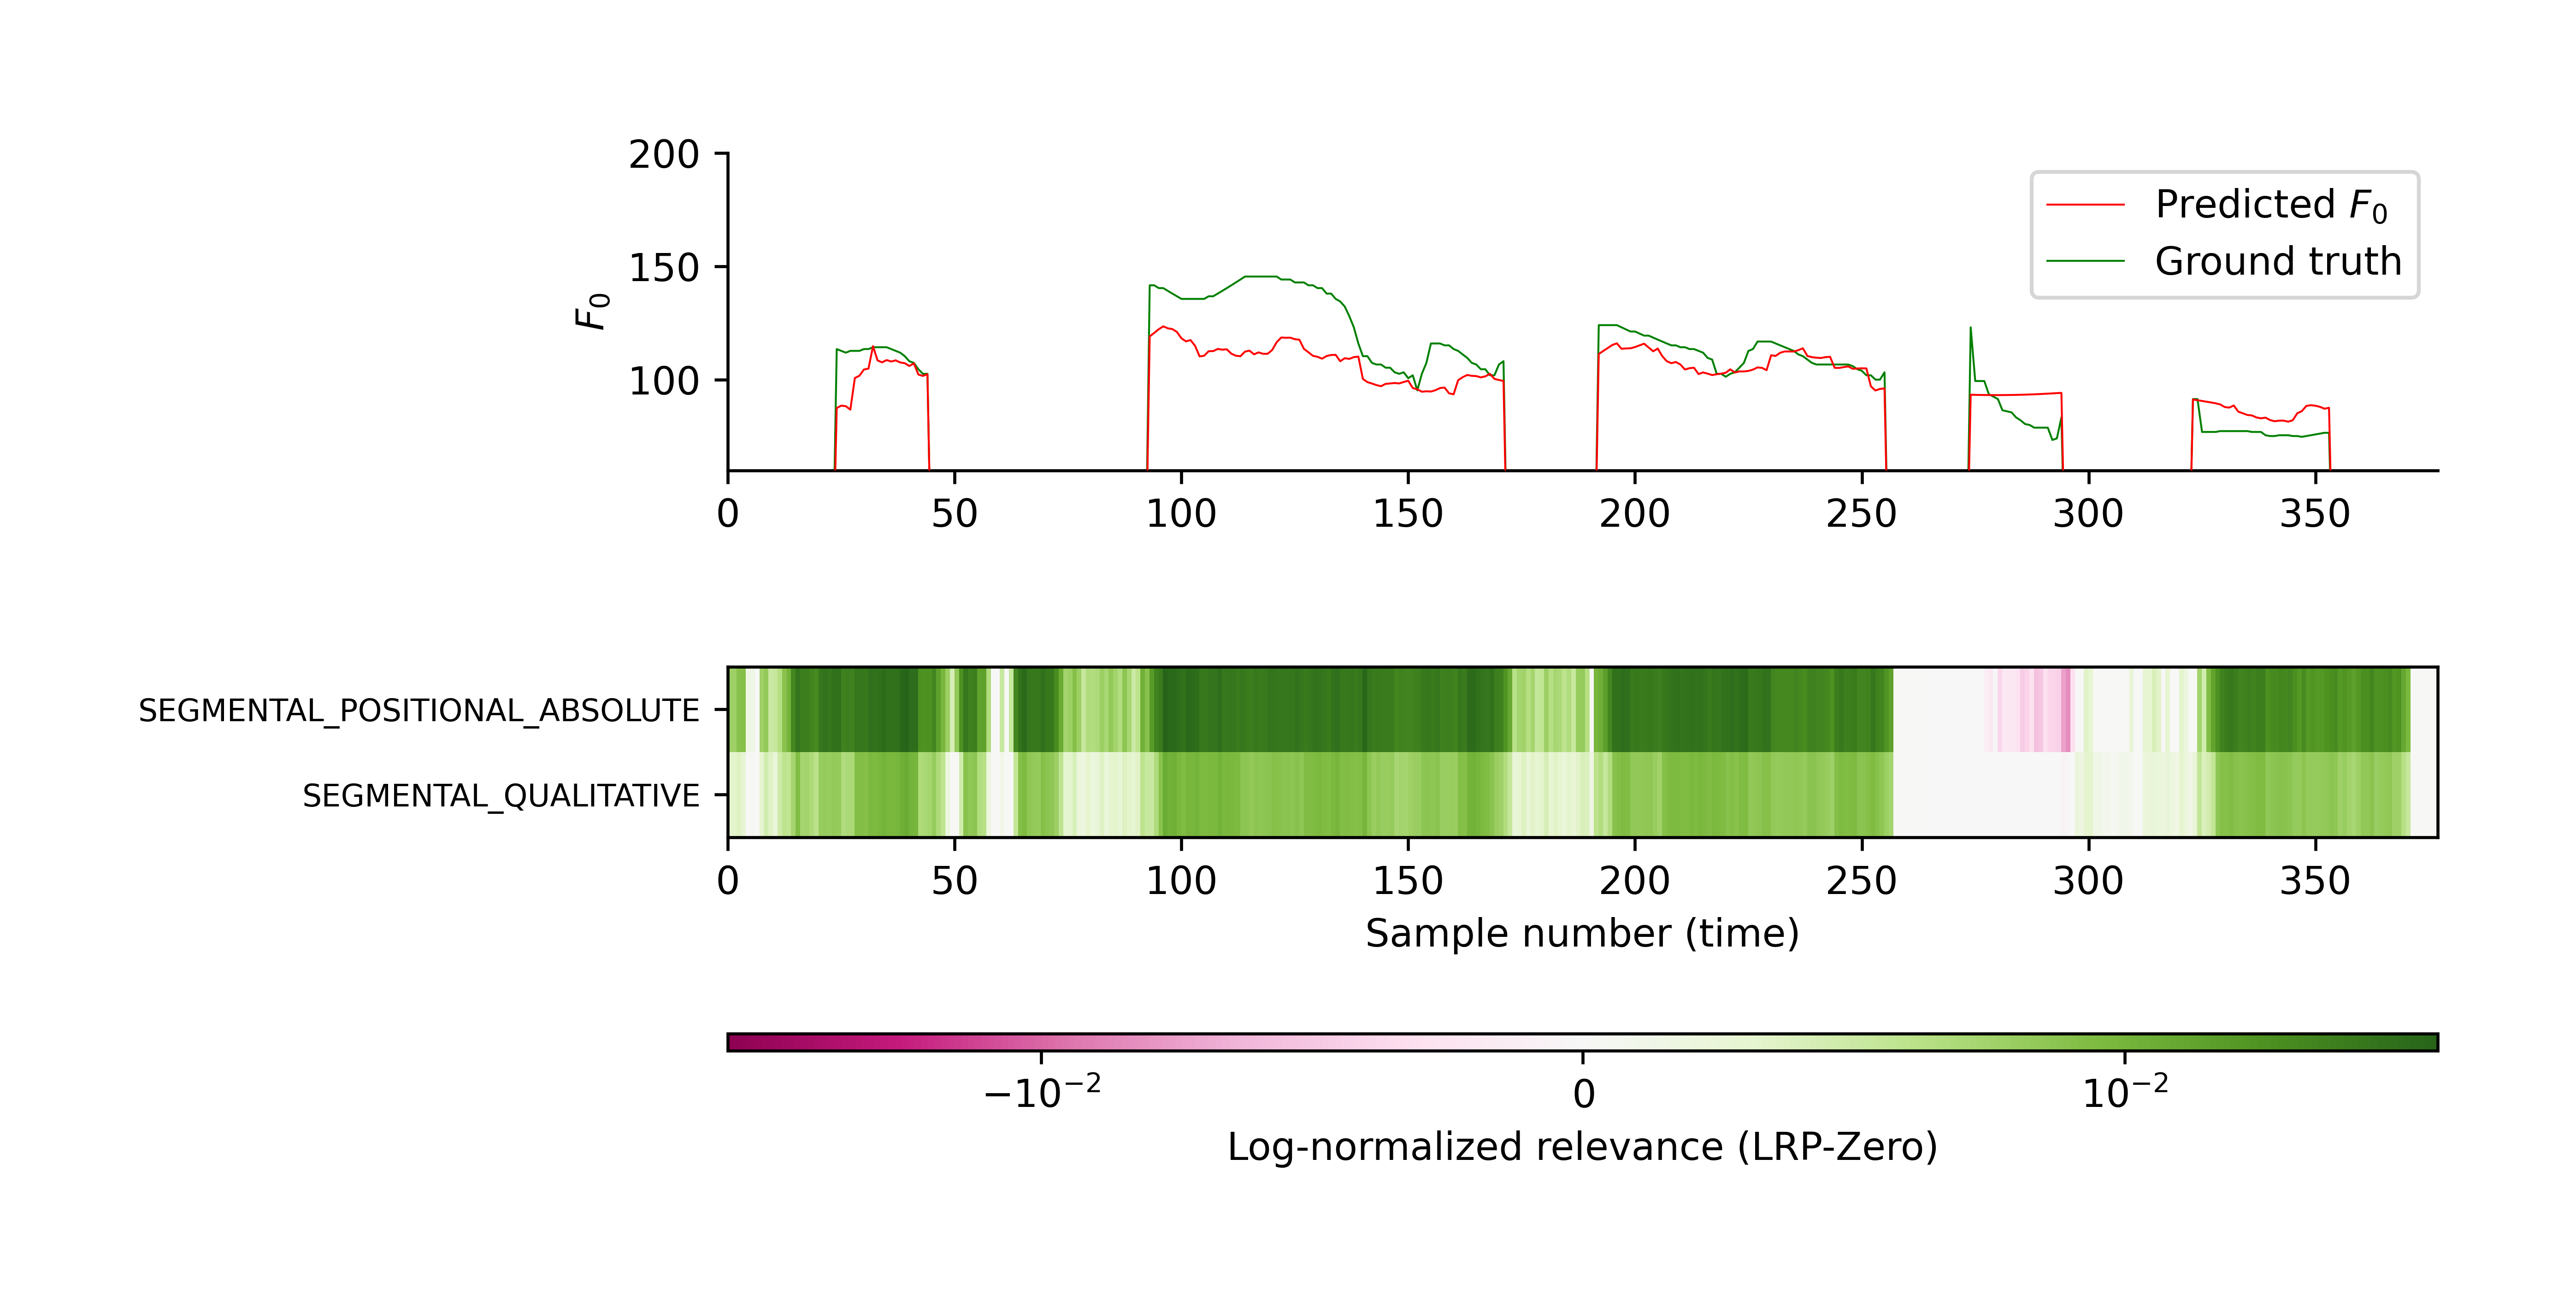 200
150
100
F₀
Predicted F₀
Ground truth
0 50 100 150 200 250 300 350
SEGMENTAL_POSITIONAL_ABSOLUTE
SEGMENTAL_QUALITATIVE
0 50 100 150 200 250 300 350
Sample number (time)
−10⁻² 0 10⁻²
Log-normalized relevance (LRP-Zero)